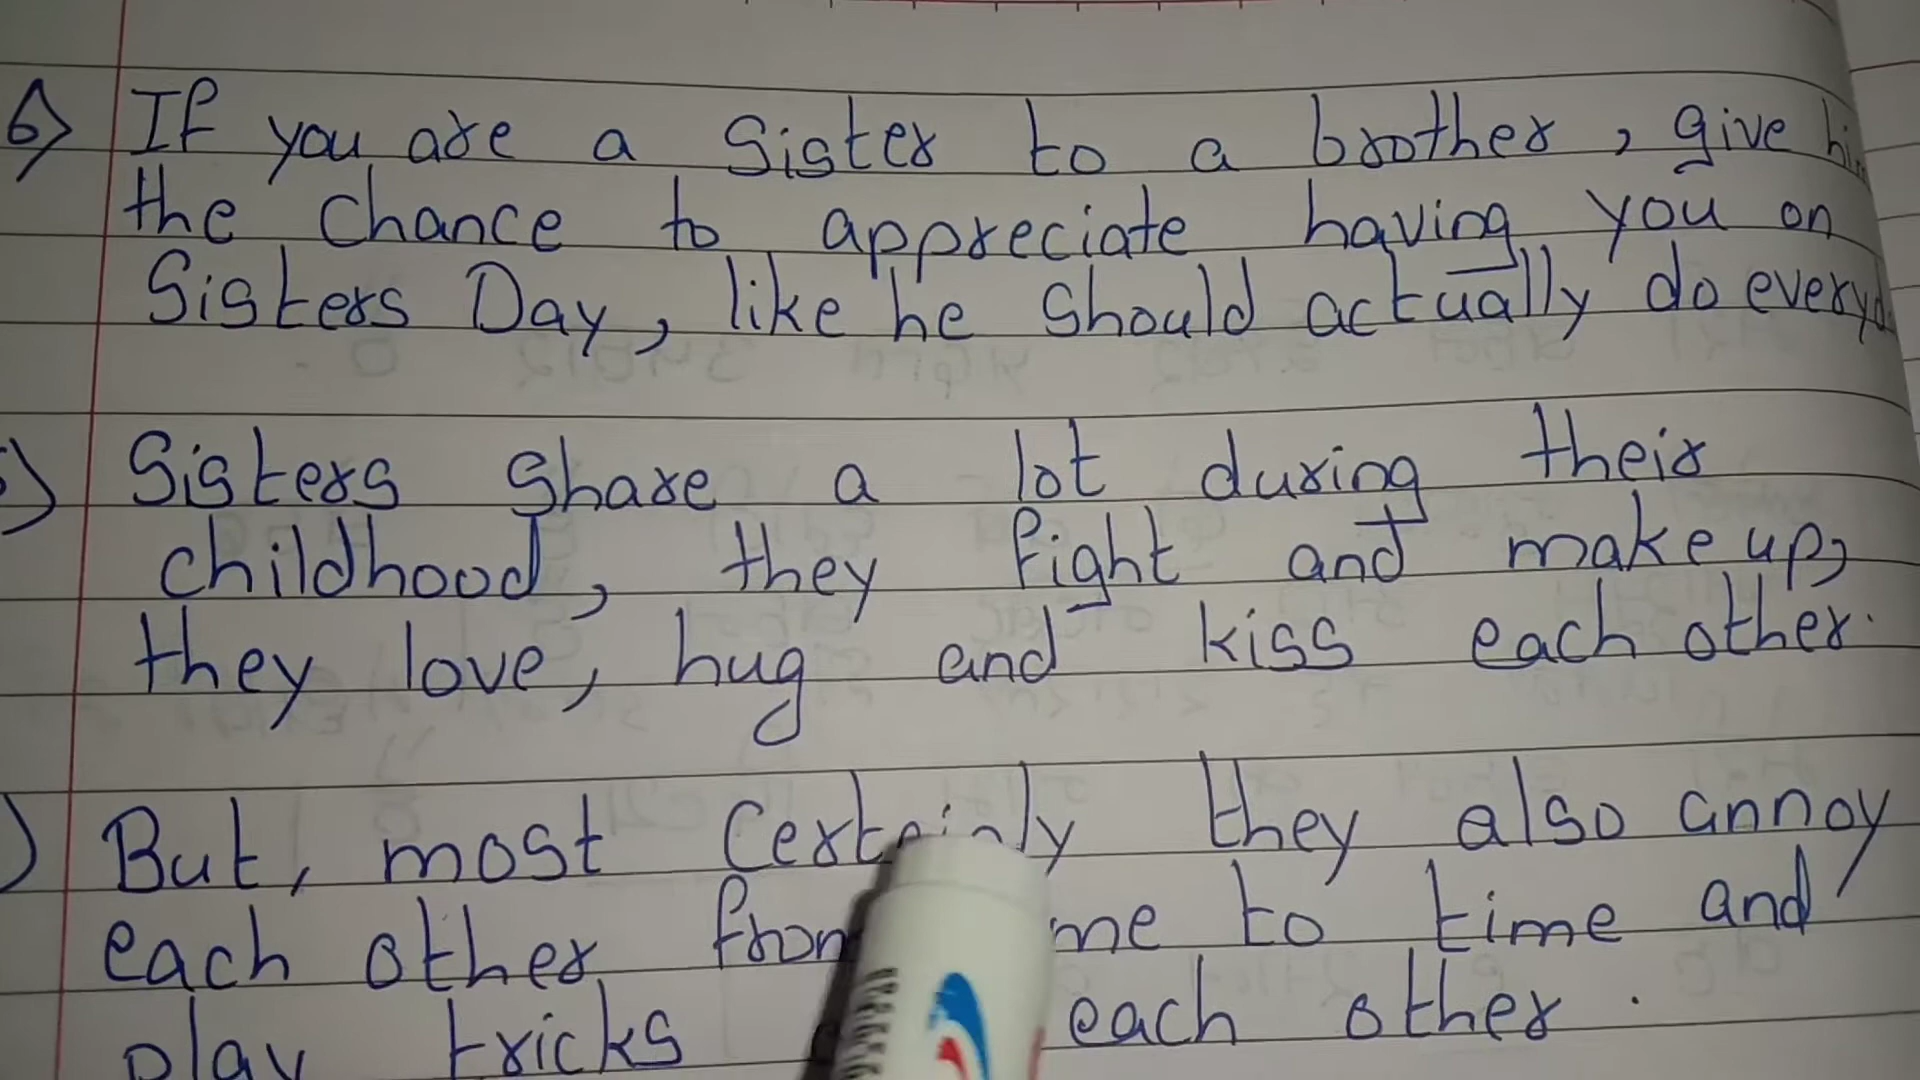 6) If you are a Sister to a brother, give
the chance to appreciate having you on
Sisters Day, like he should actually do
) Sisters share a lot during their
childhood, they fight and make up,
they love, hug and kiss each other.
) But, most Certainly they also annoy
each other to time and
play tricks each other.